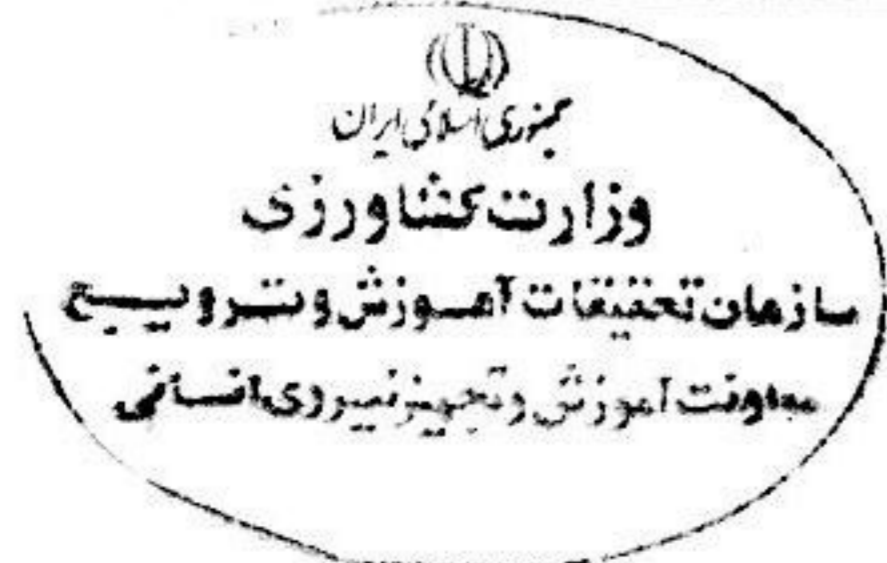 جمهوری اسلامی ایران
وزارت کشاورزی
سازمان تحقیقات آموزش و ترویج
معاونت آموزش و تجهیز نیروی انسانی